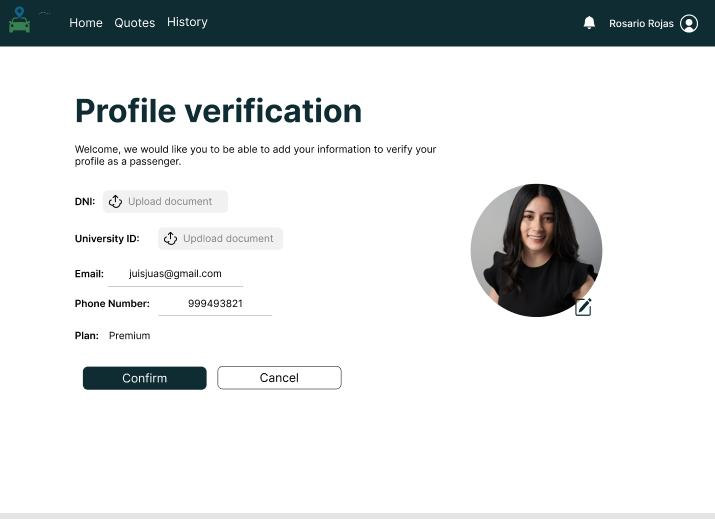 Home Quotes History
Rosario Rojas
Profile verification
Welcome, we would like you to be able to add your information to verify your
profile as a passenger.
DNI: Upload document
University ID: Updload document
Email: juisjuas@gmail.com
Phone Number: 999493821
Plan: Premium
Confirm Cancel